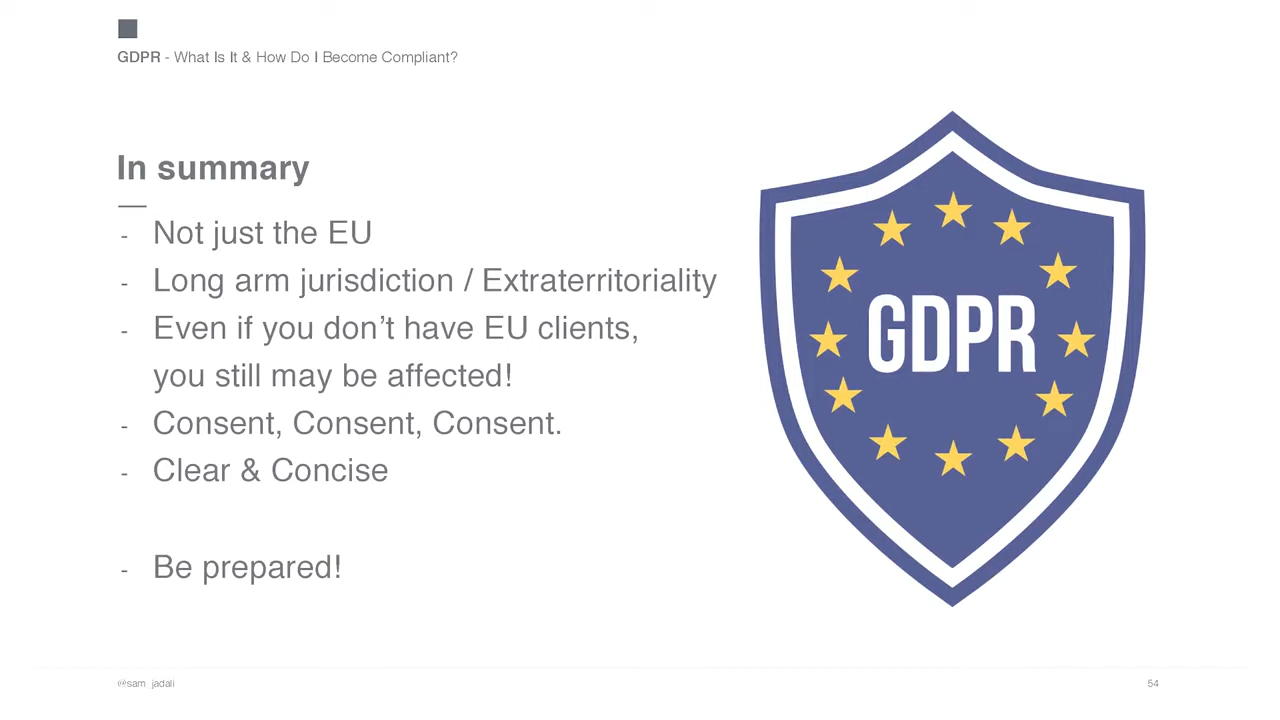 GDPR - What Is It & How Do I Become Compliant?
In summary
- Not just the EU
- Long arm jurisdiction / Extraterritoriality
- Even if you don’t have EU clients,
you still may be affected!
- Consent, Consent, Consent.
- Clear & Concise
- Be prepared!
GDPR
@sam_jadali
54